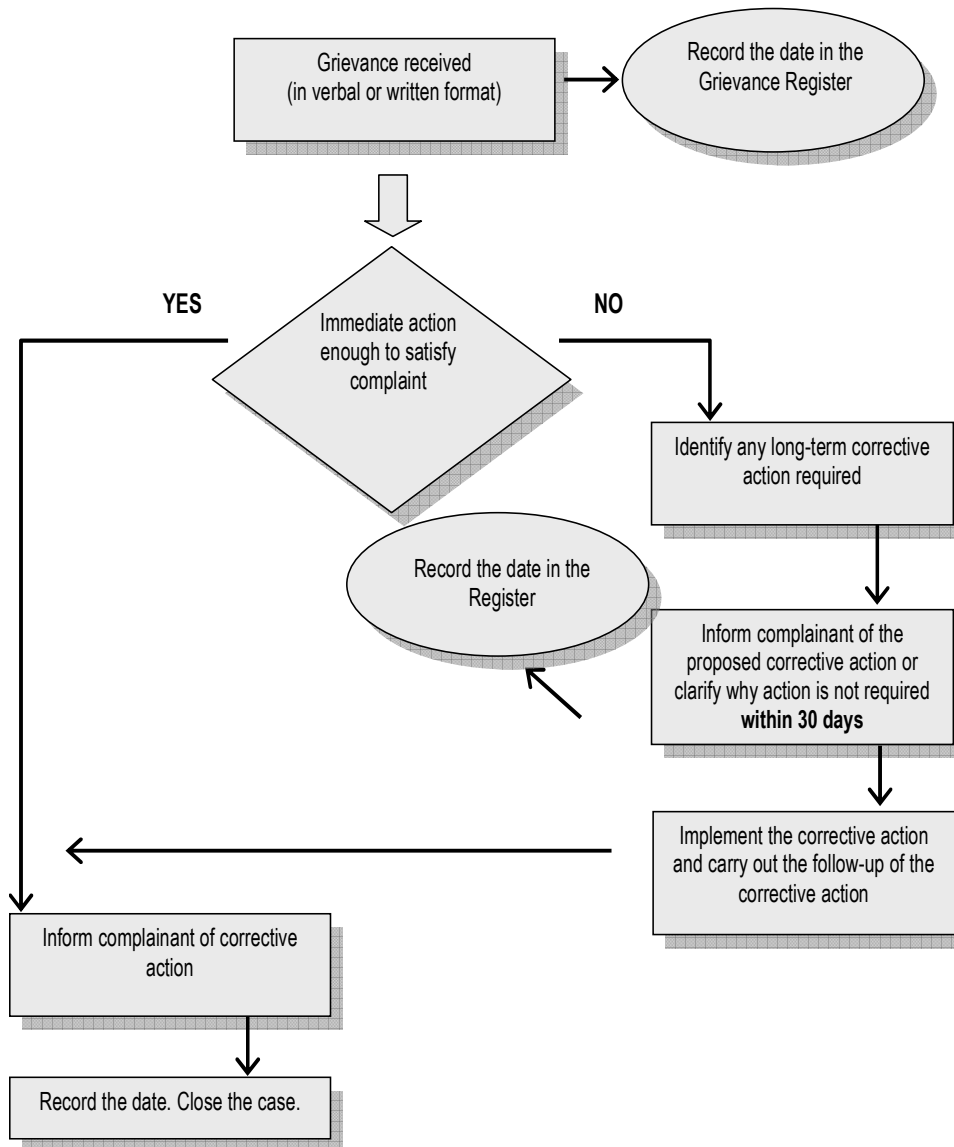 Grievance received
(in verbal or written format)
Record the date in the
Grievance Register
YES
NO
Immediate action
enough to satisfy
complaint
Identify any long-term corrective
action required
Record the date in the
Register
Inform complainant of the
proposed corrective action or
clarify why action is not required
within 30 days
Implement the corrective action
and carry out the follow-up of the
corrective action
Inform complainant of corrective
action
Record the date. Close the case.